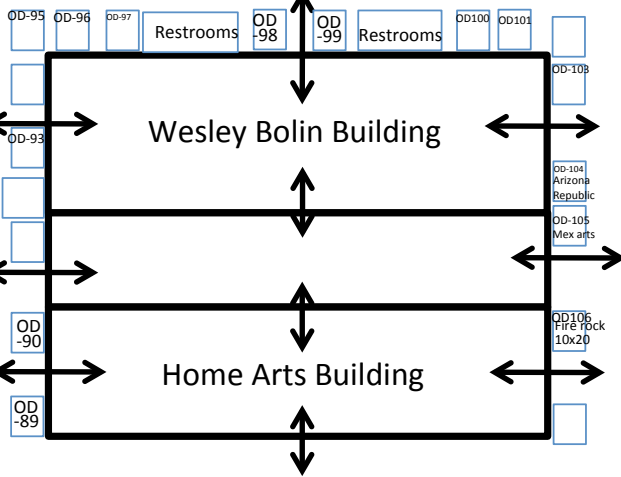 OD-95
OD-96
OD-97
Restrooms
OD
-98
OD
-99
Restrooms
OD100
OD101
OD-103
Wesley Bolin Building
OD-93
OD-104
Arizona
Republic
OD-105
Mex arts
OD
-90
OD106
Fire rock
10x20
Home Arts Building
OD
-89